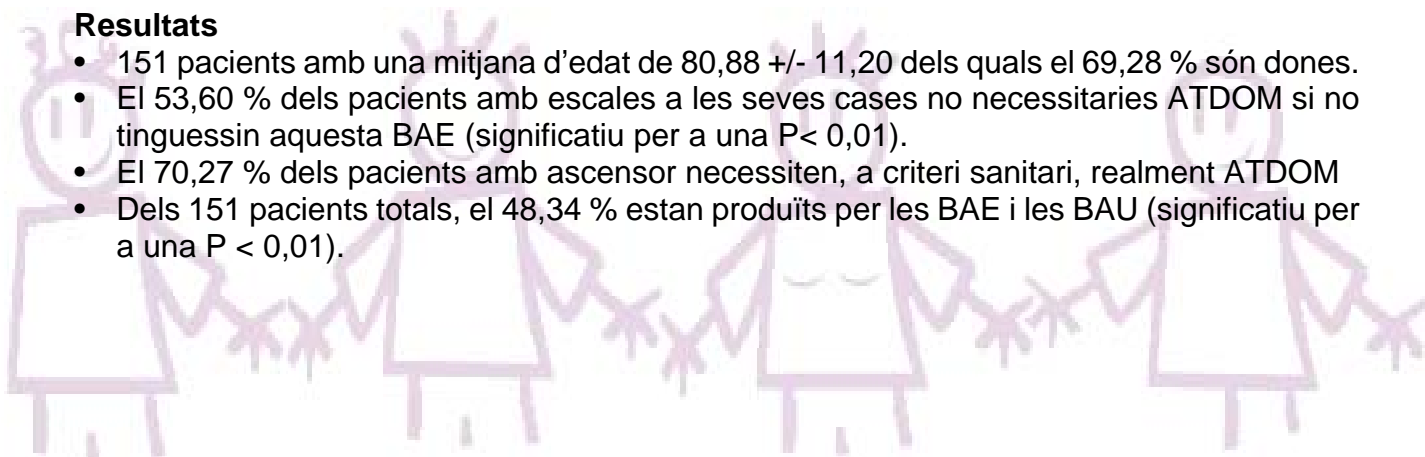 Resultats
• 151 pacients amb una mitjana d'edat de 80,88 +/- 11,20 dels quals el 69,28 % són dones.
• El 53,60 % dels pacients amb escales a les seves cases no necessitaries ATDOM si no
tinguessin aquesta BAE (significatiu per a una P< 0,01).
• El 70,27 % dels pacients amb ascensor necessiten, a criteri sanitari, realment ATDOM
• Dels 151 pacients totals, el 48,34 % estan produïts per les BAE i les BAU (significatiu per
a una P < 0,01).